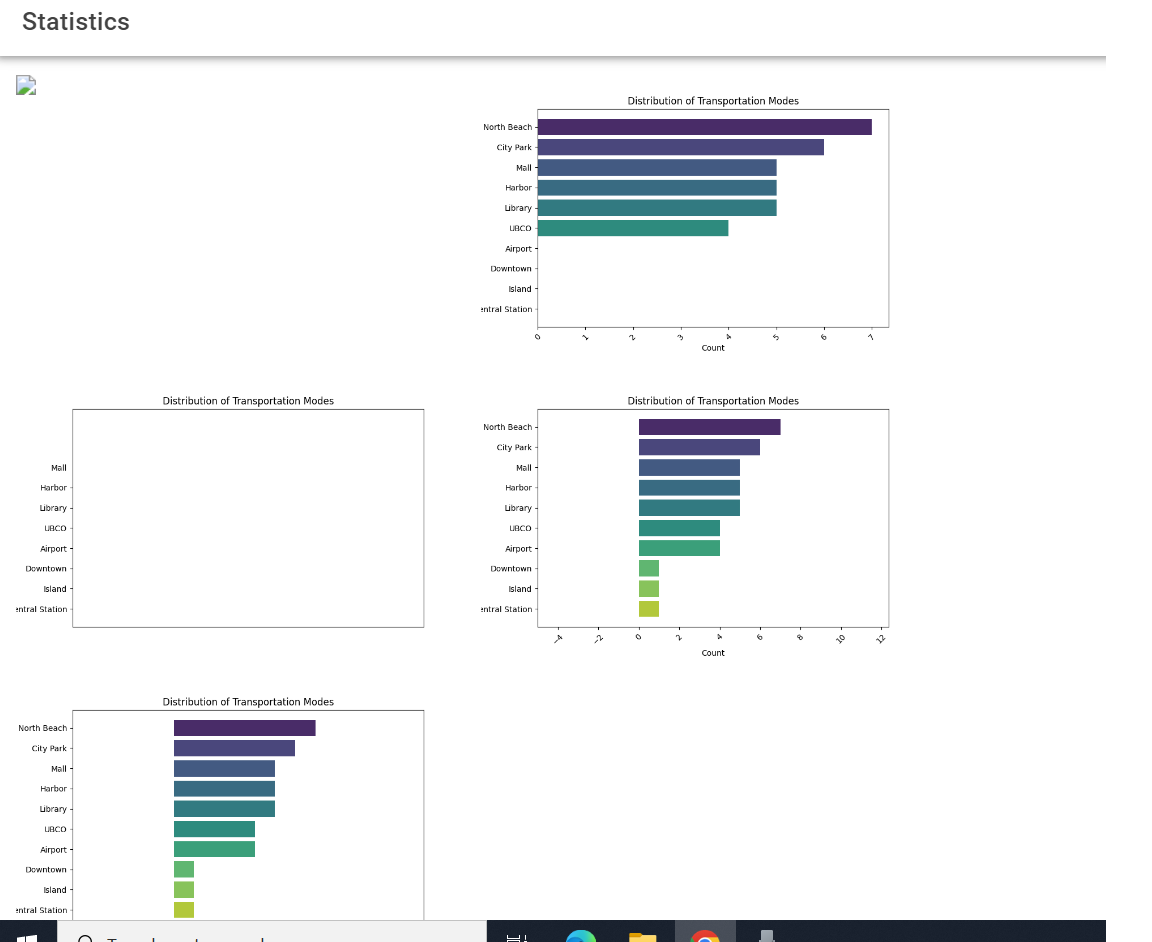 Statistics
Distribution of Transportation Modes
North Beach
City Park
Mall
Harbor
Library
UBCO
Airport
Downtown
Island
entral Station
0 1 2 3 4 5 6 7
Count
Distribution of Transportation Modes
Mall
Harbor
Library
UBCO
Airport
Downtown
Island
entral Station
Distribution of Transportation Modes
North Beach
City Park
Mall
Harbor
Library
UBCO
Airport
Downtown
Island
entral Station
−4 −2 0 2 4 6 8 10 12
Count
Distribution of Transportation Modes
North Beach
City Park
Mall
Harbor
Library
UBCO
Airport
Downtown
Island
entral Station